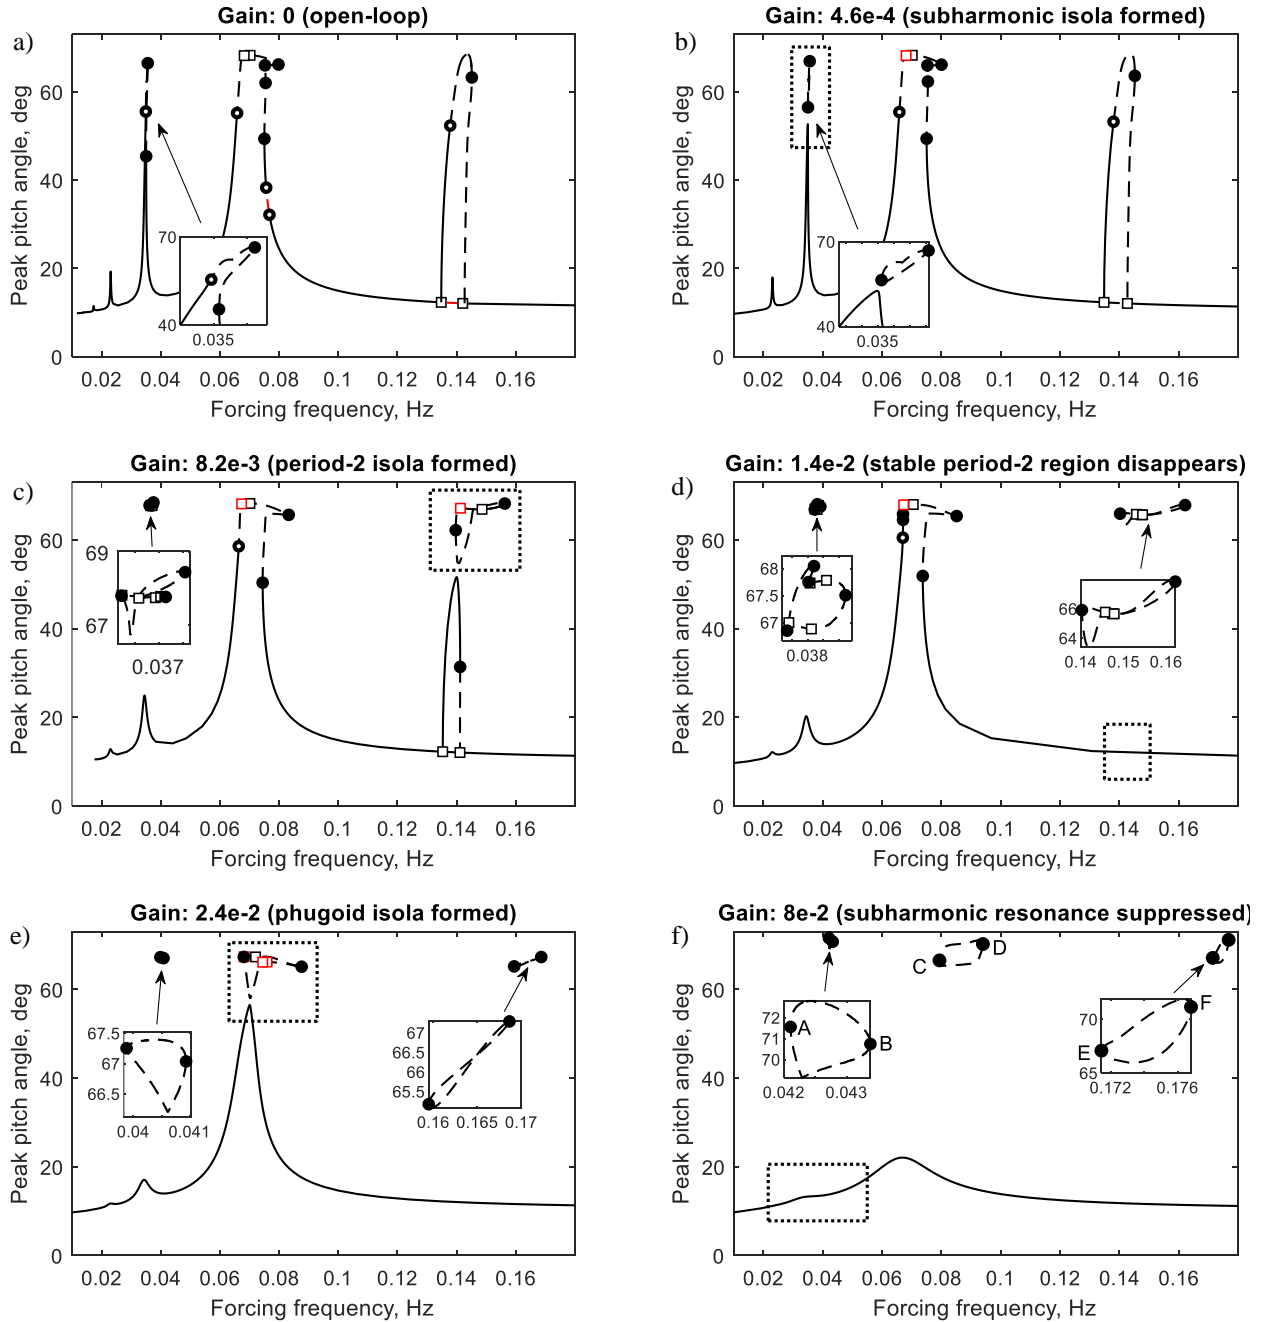 Gain: 0 (open-loop)
a)
Peak pitch angle, deg
60
40
20
0
70
40
0.035
0.02 0.04 0.06 0.08 0.1 0.12 0.14 0.16
Forcing frequency, Hz
Gain: 4.6e-4 (subharmonic isola formed)
b)
Peak pitch angle, deg
60
40
20
0
70
40
0.035
0.02 0.04 0.06 0.08 0.1 0.12 0.14 0.16
Forcing frequency, Hz
Gain: 8.2e-3 (period-2 isola formed)
c)
Peak pitch angle, deg
60
40
20
0
69
67
0.037
0.02 0.04 0.06 0.08 0.1 0.12 0.14 0.16
Forcing frequency, Hz
Gain: 1.4e-2 (stable period-2 region disappears)
d)
Peak pitch angle, deg
60
40
20
0
68
67.5
67
0.038
66
64
0.14 0.15 0.16
0.02 0.04 0.06 0.08 0.1 0.12 0.14 0.16
Forcing frequency, Hz
Gain: 2.4e-2 (phugoid isola formed)
e)
Peak pitch angle, deg
60
40
20
0
67.5
67
66.5
0.04 0.041
67
66.5
66
65.5
0.16 0.165 0.17
0.02 0.04 0.06 0.08 0.1 0.12 0.14 0.16
Forcing frequency, Hz
Gain: 8e-2 (subharmonic resonance suppressed)
f)
Peak pitch angle, deg
60
40
20
0
C D
72
71
70
A B
0.042 0.043
70
65
E F
0.172 0.176
0.02 0.04 0.06 0.08 0.1 0.12 0.14 0.16
Forcing frequency, Hz